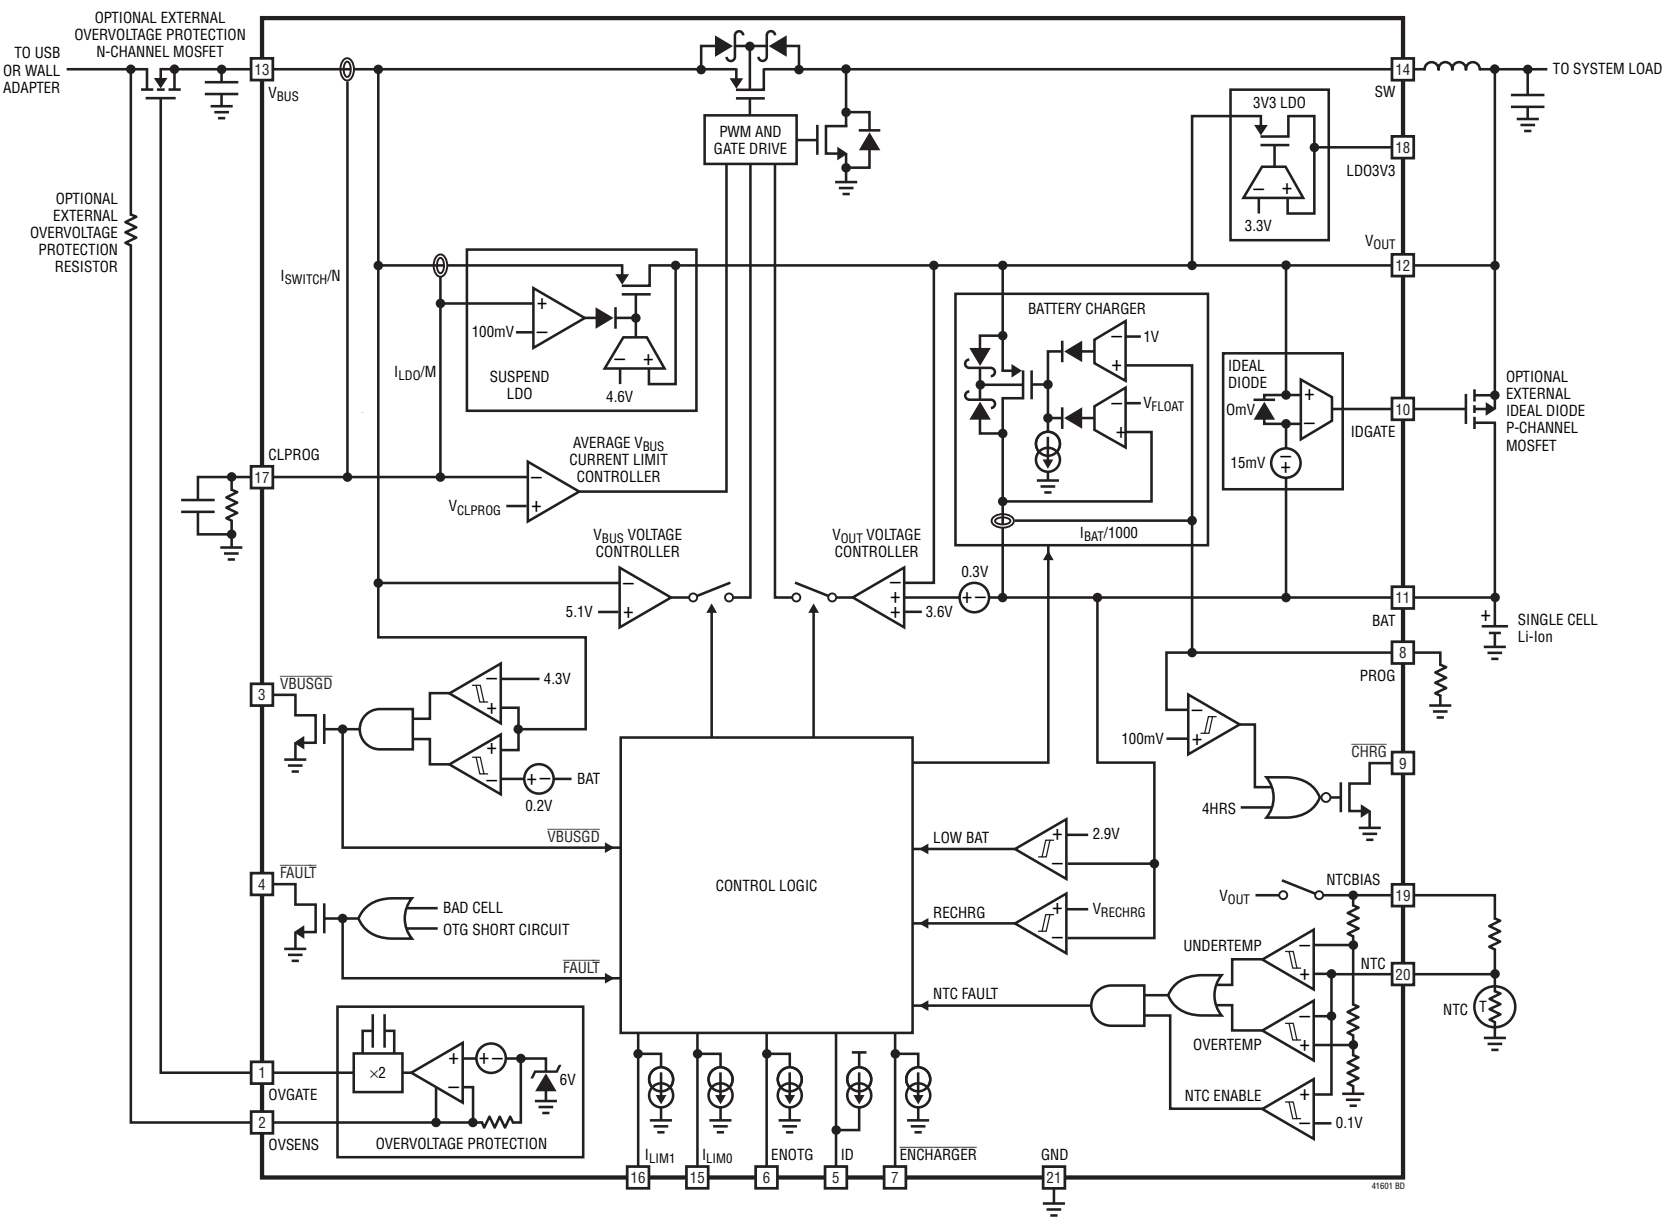 OPTIONAL EXTERNAL
OVERVOLTAGE PROTECTION
N-CHANNEL MOSFET
TO USB
OR WALL
ADAPTER
13
VBUS
14
SW
TO SYSTEM LOAD
PWM AND
GATE DRIVE
3V3 LDO
18
LDO3V3
– +
3.3V
OPTIONAL
EXTERNAL
OVERVOLTAGE
PROTECTION
RESISTOR
ISWITCH/N
VOUT
12
+
100mV –
– +
4.6V
SUSPEND
LDO
ILDO/M
BATTERY CHARGER
– 1V
+
– VFLOAT
+
IBAT/1000
IDEAL
DIODE
0mV
+
–
15mV
–
+
10
IDGATE
OPTIONAL
EXTERNAL
IDEAL DIODE
P-CHANNEL
MOSFET
CLPROG
17
AVERAGE VBUS
CURRENT LIMIT
CONTROLLER
–
VCLPROG +
VBUS VOLTAGE
CONTROLLER
–
5.1V +
VOUT VOLTAGE
CONTROLLER
–
+
+ 3.6V
0.3V
+ –
11
BAT
+
SINGLE CELL
Li-Ion
8
PROG
3
VBUSGD
– 4.3V
+
+
–
+ –
BAT
0.2V
VBUSGD
–
100mV +
CHRG
9
4HRS
4
FAULT
BAD CELL
OTG SHORT CIRCUIT
FAULT
CONTROL LOGIC
LOW BAT
+ 2.9V
–
RECHRG
+ VRECHRG
–
NTC FAULT
VOUT
NTCBIAS
19
UNDERTEMP
–
+
NTC
20
NTC
T
OVERTEMP
–
+
NTC ENABLE
+
– 0.1V
1
OVGATE
×2
+
–
+ –
6V
2
OVSENS
OVERVOLTAGE PROTECTION
ILIM1
16
ILIM0
15
ENOTG
6
ID
5
ENCHARGER
7
GND
21
41601 BD